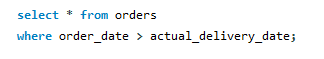 select * from orders
where order_date > actual_delivery_date;